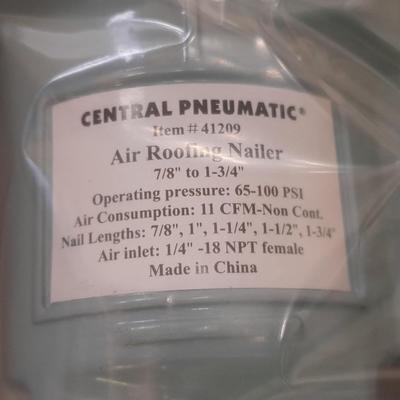 CENTRAL PNEUMATIC®
Item # 41209
Air Roofing Nailer
7/8" to 1-3/4"
Operating pressure: 65-100 PSI
Air Consumption: 11 CFM-Non Cont.
Nail Lengths: 7/8", 1", 1-1/4", 1-1/2", 1-3/4"
Air inlet: 1/4" -18 NPT female
Made in China